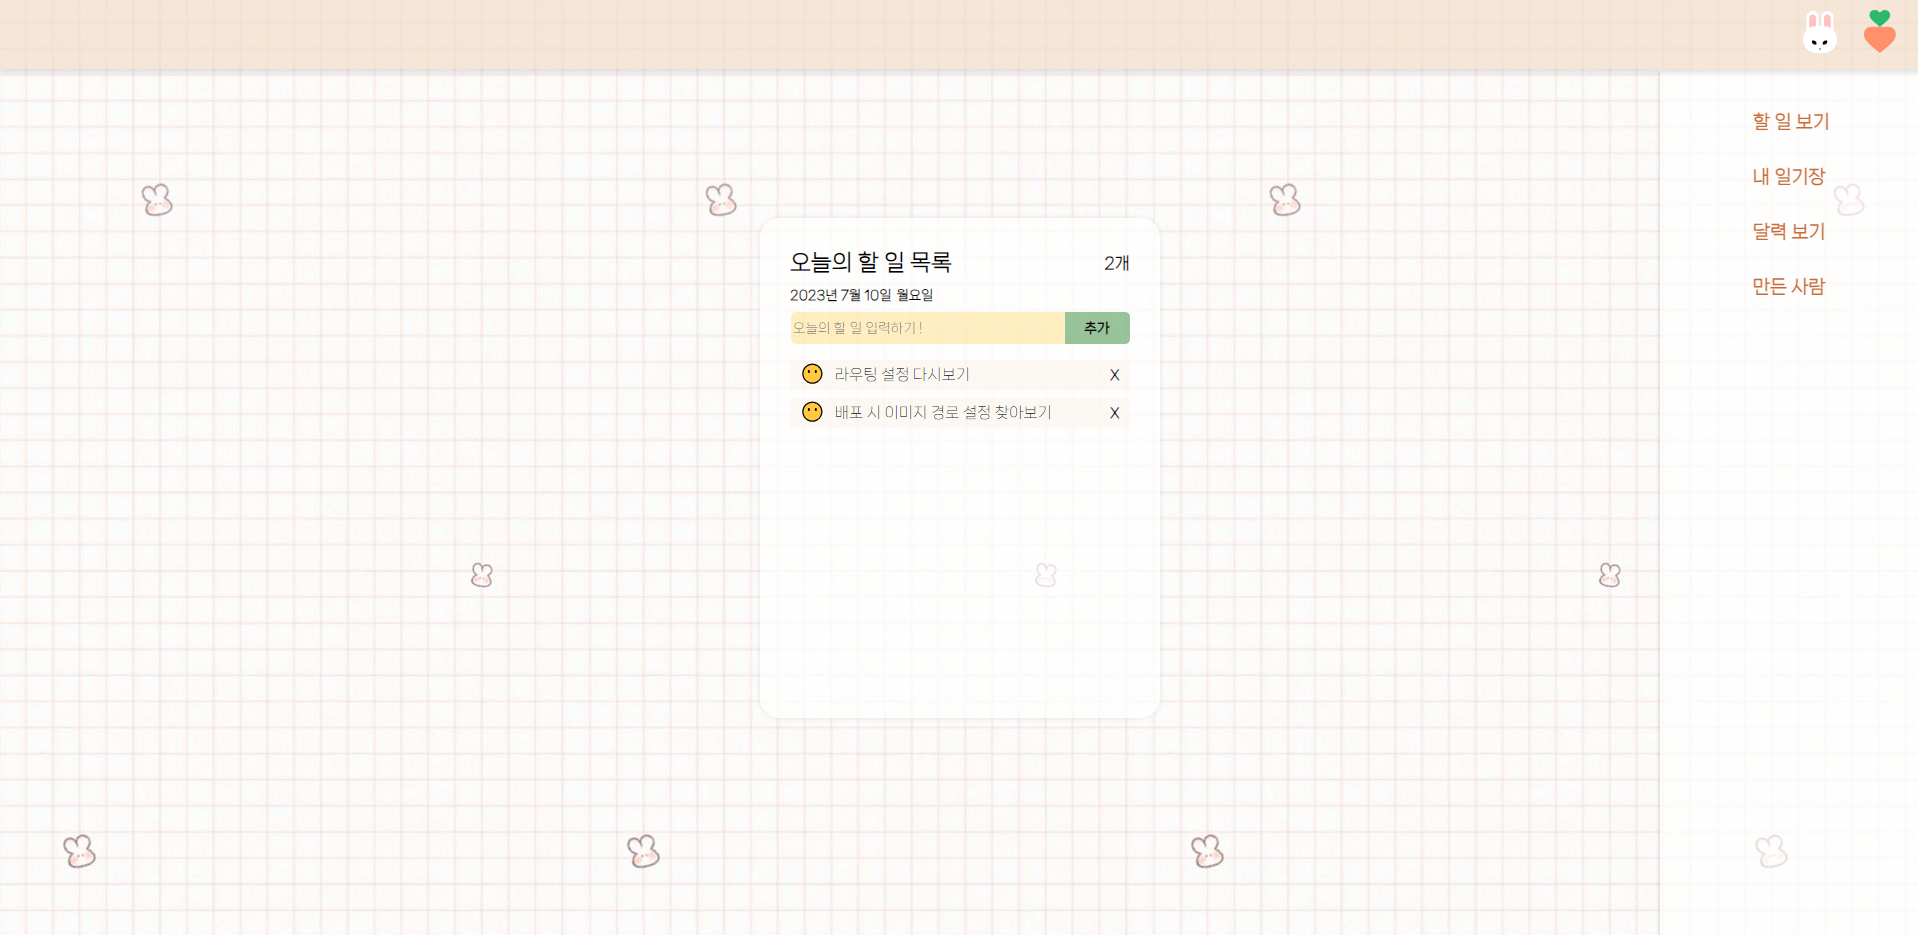 할 일 보기
내 일기장
달력 보기
만든 사람
오늘의 할 일 목록 2개
2023년 7월 10일 월요일
오늘의 할 일 입력하기 ! 추가
라우팅 설정 다시보기 X
배포 시 이미지 경로 설정 찾아보기 X